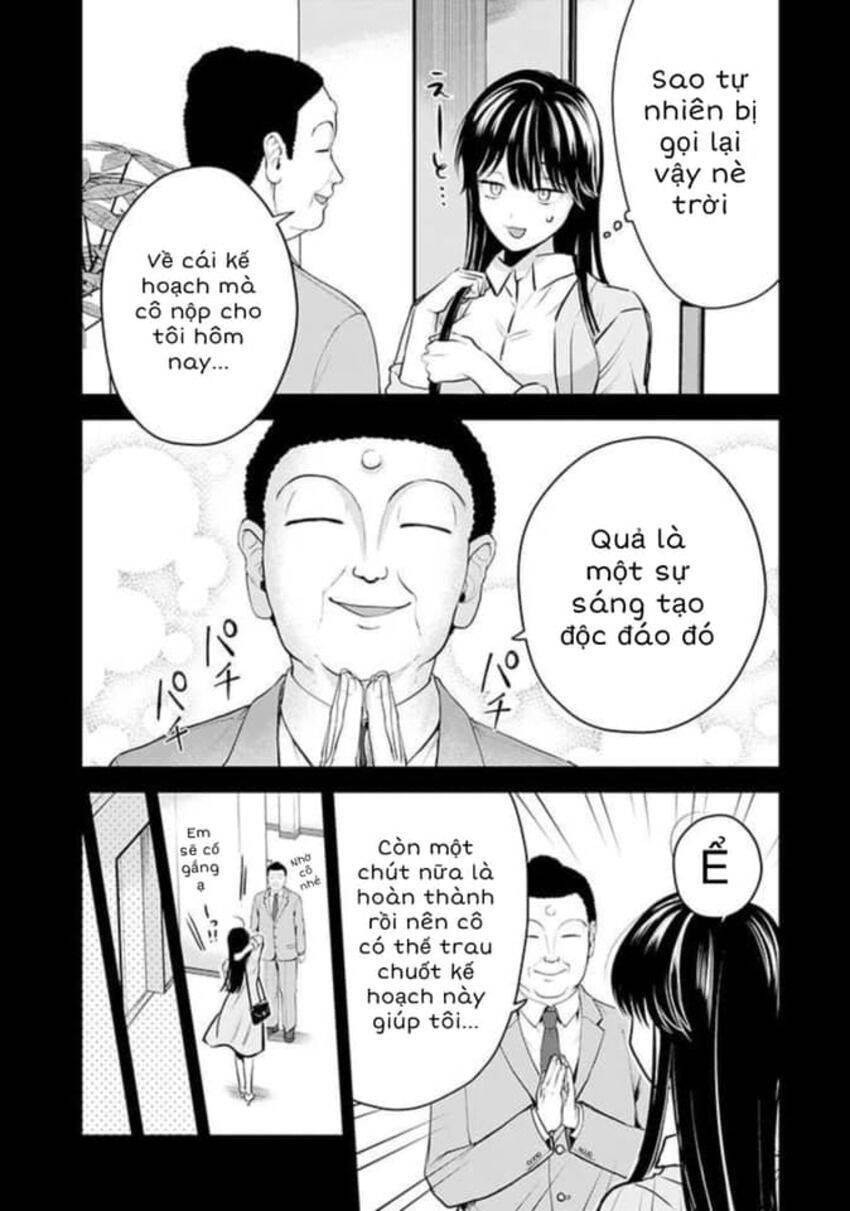 Sao tự
nhiên bị
gọi lại
vậy nè
trời
えーと…
Về cái kế
hoạch mà
cô nộp cho
tôi hôm
nay...
Quả là
một sự
sáng tạo
độc đáo đó
パチ
パチ
パチ
Ể
Còn một
chút nữa là
hoàn thành
rồi nên cô
có thể trau
chuốt kế
hoạch này
giúp tôi...
Nhờ
cô
nhé
Em
sẽ cố
gắng
ạ
!?